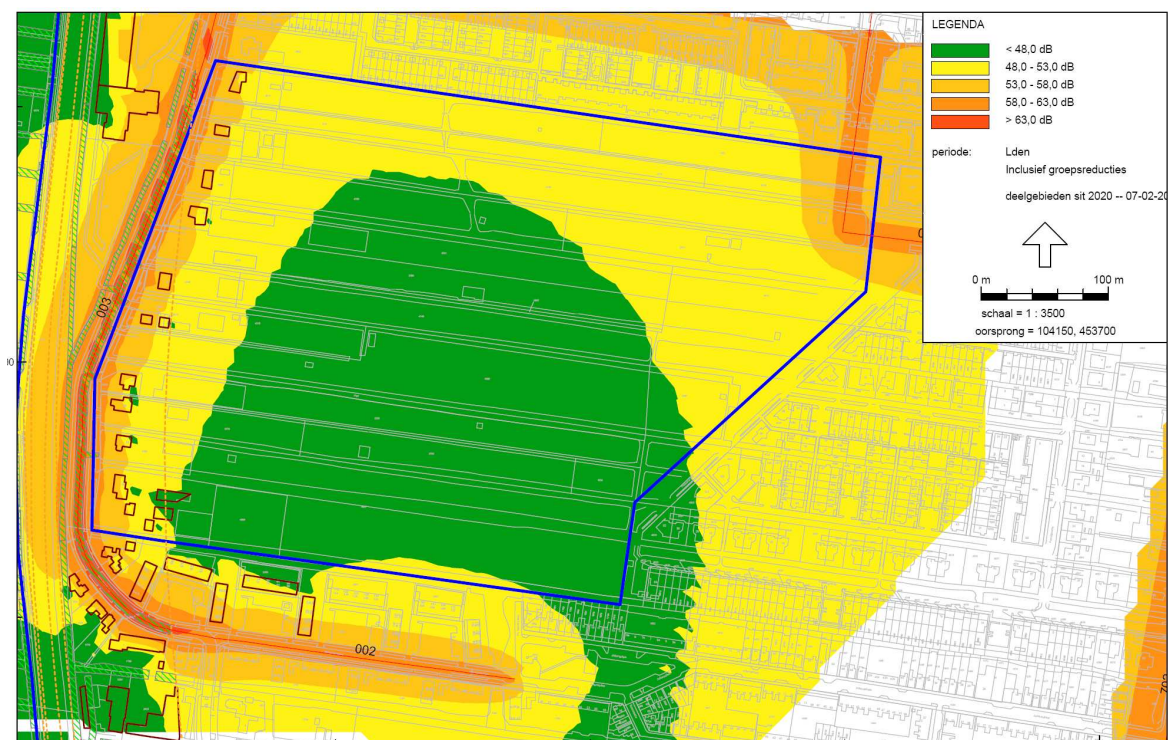 LEGENDA
< 48,0 dB
48,0 - 53,0 dB
53,0 - 58,0 dB
58,0 - 63,0 dB
> 63,0 dB
periode: Lden
Inclusief groepsreducties
deelgebieden sit 2020 -- 07-02-20
0 m 100 m
schaal = 1 : 3500
oorsprong = 104150, 453700
003
002
702